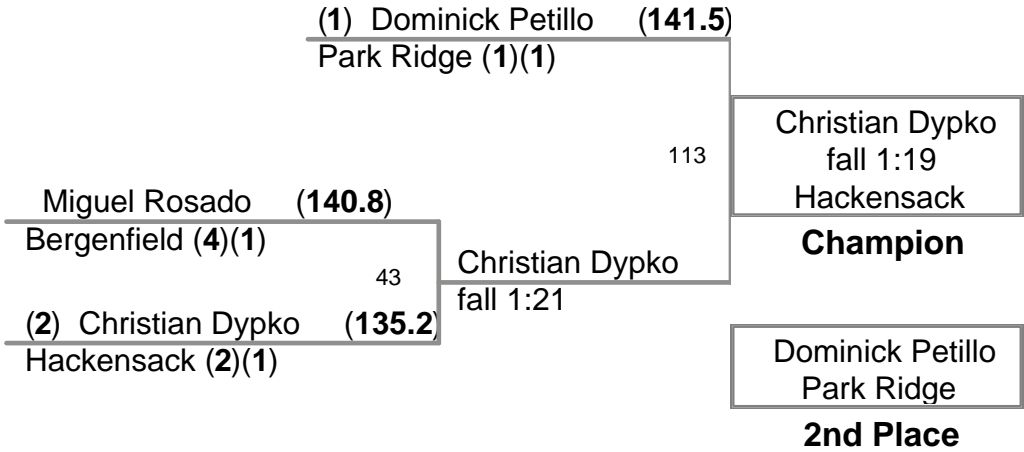 (1) Dominick Petillo (141.5)
Park Ridge (1)(1)
113
Christian Dypko
fall 1:19
Hackensack
Champion
Miguel Rosado (140.8)
Bergenfield (4)(1)
43
Christian Dypko
fall 1:21
(2) Christian Dypko (135.2)
Hackensack (2)(1)
Dominick Petillo
Park Ridge
2nd Place